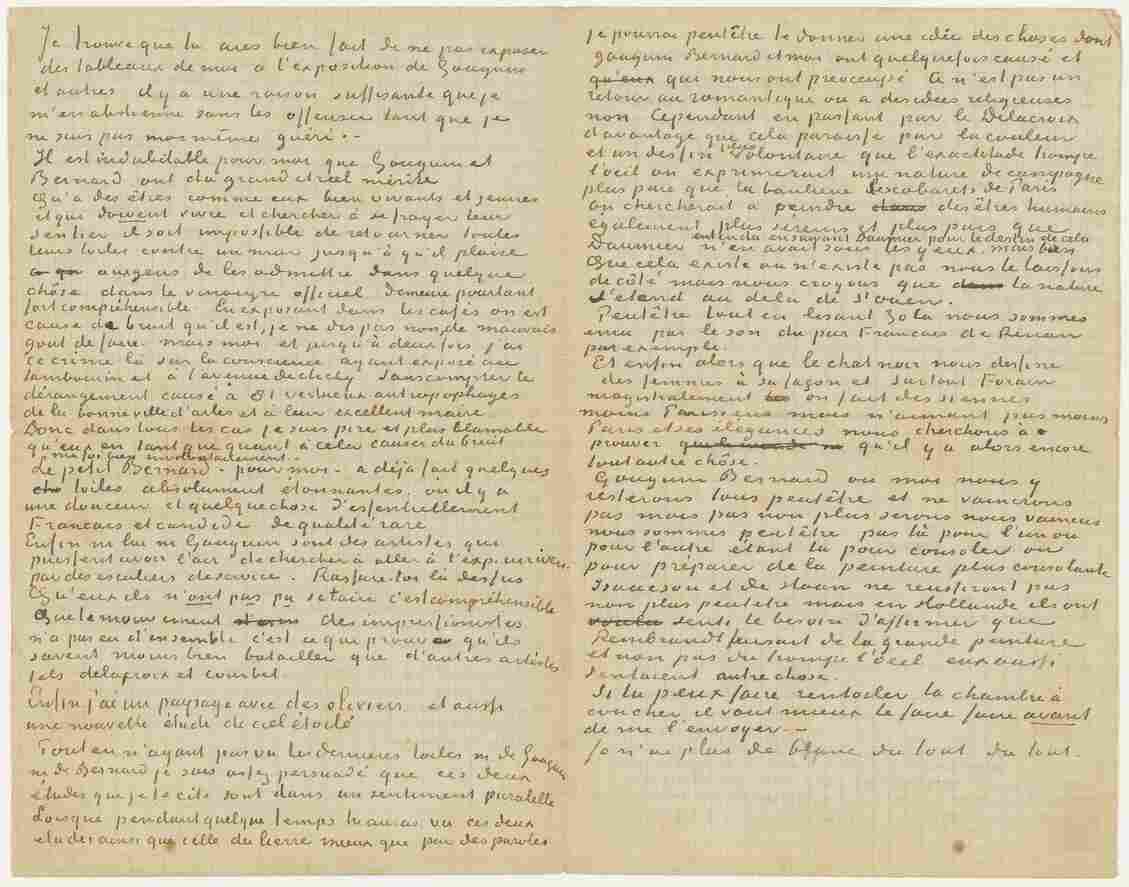 Je trouve que tu aies bien fait de ne pas exposer
des tableaux de moi a l'exposition de Gauguin
et autres il y a une raison suffisante que je
m'en abstienne sans les offenser tant que je
ne suis pas moi même guéri. -
Il est indubitable pour moi que Gauguin et
Bernard ont du grand et reel mérite
Qu'a des êtres comme eux bien vivants et jeunes
et qui doivent vivre et chercher à se frayer leur
sentier il soit impossible de retourner toutes
leurs toiles contre un mur jusqu'à qu'il plaise
aux gens de les admettre dans quelque
chôse dans le vinaigre officiel demeure pourtant
fort compréhensible. En exposant dans les cafés on est
cause de bruit qu'il est, je ne dis pas non, de mauvais
gout de faire. mais moi et jusqu'à deux fois j'ai
ce crime là sur la conscience ayant exposé au
Tambourin et à l'avenue de clichy. Sans compter le
dérangement causé à 81 vertueux antropophages
de la bonne ville d'arles et à leur excellent maire
Donc dans tous les cas je suis pire et plus blamable
qu'eux en tant que quant à cela causer du bruit
ma foi bien involontairement.
Le petit Bernard - pour moi - a déjà fait quelques
toiles absolument étonnantes où il y a
une douceur et quelque chose d'essentiellement
Francais et candide de qualité rare
Enfin ni lui ni Gauguin sont des artistes qui
puissent avoir l'air de chercher à aller à l'exp. univers.
par des escaliers de service. Rassure-toi là dessus
Qu'eux ils n'ont pas pu se taire c'est compréhensible
Que le mouvement des impressionistes
n'a pas eu d'ensemble c'est ce qui prouve qu'ils
savent moins bien batailler que d'autres artistes
tels delacroix et courbet.
Enfin j'ai un paysage avec des oliviers et aussi
une nouvelle étude de ciel étoilé
Tout en n'ayant pas vu les dernieres toiles ni de Gauguin
ni de Bernard je suis assez persuadé que ces deux
études que je te cite sont dans un sentiment parallele
Lorsque pendant quelque temps tu auras vu ces deux
etudes ainsi que celle du lierre mieux que par des paroles
je pourrai peutêtre te donner une idée des choses dont
Gauguin Bernard et moi ont quelquefois causé et
qu'eux qui nous ont préoccupé. Ce n'est pas un
retour au romantique ou a des idées religieuses
non. Cependant en passant par le Delacroix
d'avantage que cela paraisse par la couleur
et un dessin plus volontaire que l'exactitude trompe
l'oeil on exprimerait une nature de campagne
plus pure que la banlieue les cabarets de Paris
On chercherait a peindre des êtres humains
egalement plus séreins et plus purs que
Daumier n'en avait sous les yeux. mais bien
entendu en suivant Daumier pour le dessin de cela
Que cela existe ou n'existe pas nous le laissons
de côté mais nous croyons que la nature
s'etend au delà de St ouen.
Peutêtre tout en lisant Zola nous sommes
emu par le son du pur Francais de Renan
par exemple.
Et enfin alors que le chat noir nous dessine
des femmes à sa façon et surtout Forain
magistralement on fait des siennes
moins Parisiens mais n'aimant pas moins
Paris et ses élégances nous cherchons à
prouver qu'il y a alors encore
tout autre chôse.
Gauguin Bernard ou moi nous y
resterons tous peutêtre et ne vaincrons
pas mais pas non plus serons nous vaincus
nous sommes peutêtre pas là pour l'un ou
pour l'autre étant là pour consoler ou
pour préparer de la peinture plus consolante
Isaacson et de Haan ne reussiront pas
non plus peutetre mais en Hollande ils ont
senti le besoin d'affirmer que
Rembrandt faisait de la grande peinture
et non pas du trompe l'oeil eux aussi
sentaient autre chose.
Si tu peux faire rentoiler la chambre à
coucher il vaut mieux le faire faire avant
de me l'envoyer. -
Je n'ai plus de blanc du tout du tout.